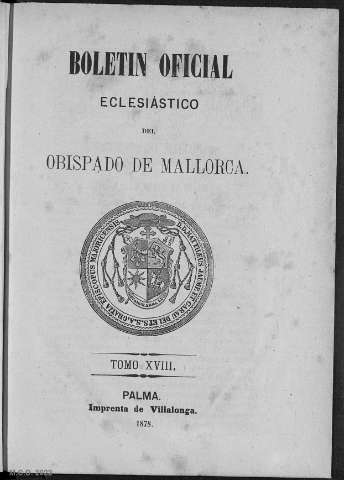 BOLETIN OFICIAL
ECLESIÁSTICO
DEL
OBISPADO DE MALLORCA.
TOMO XVIII.
PALMA.
Imprenta de Villalonga.
1878.